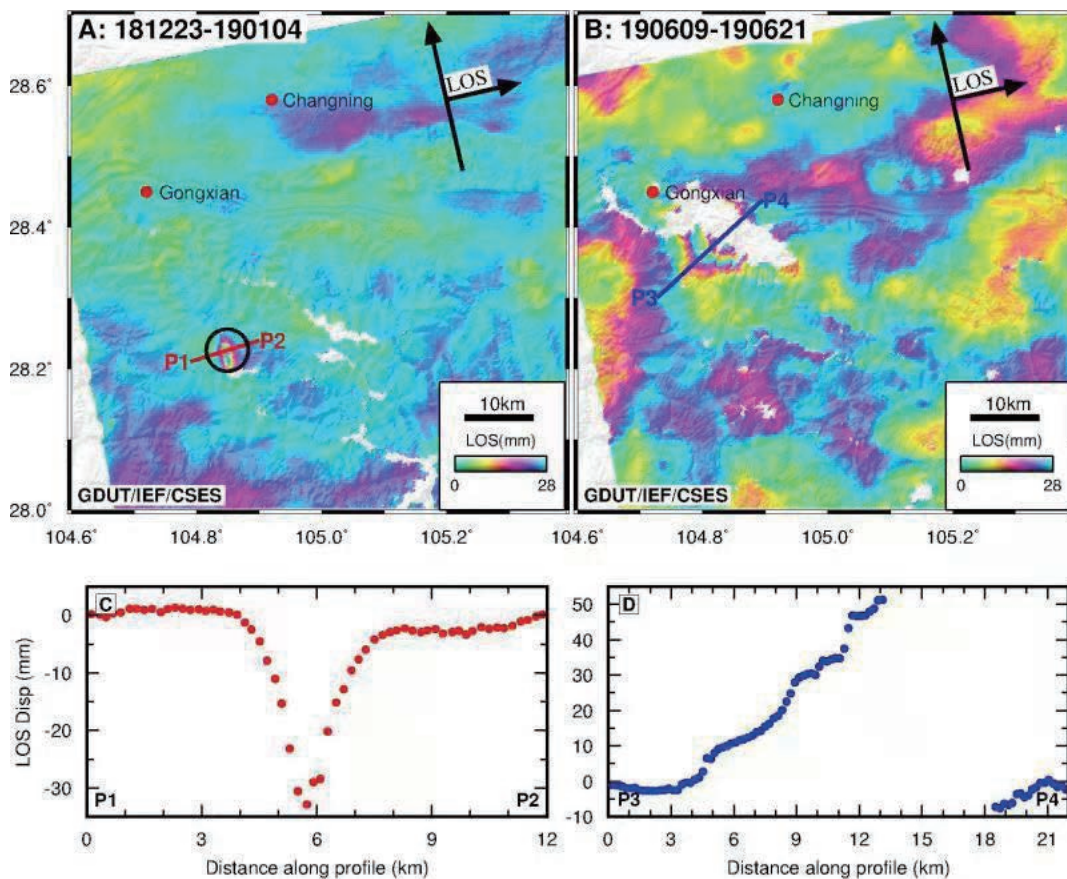 A: 181223-190104
LOS
Changning
Gongxian
P1
P2
10km
LOS(mm)
0 28
GDUT/IEF/CSES
28.6
28.4
28.2
28.0
104.6° 104.8° 105.0° 105.2°
B: 190609-190621
LOS
Changning
Gongxian
P4
P3
10km
LOS(mm)
0 28
GDUT/IEF/CSES
104.6° 104.8° 105.0° 105.2°
C
LOS Disp (mm)
0
-10
-20
-30
P1 P2
0 3 6 9 12
Distance along profile (km)
D
50
40
30
20
10
0
-10
P3 P4
0 3 6 9 12 15 18 21
Distance along profile (km)